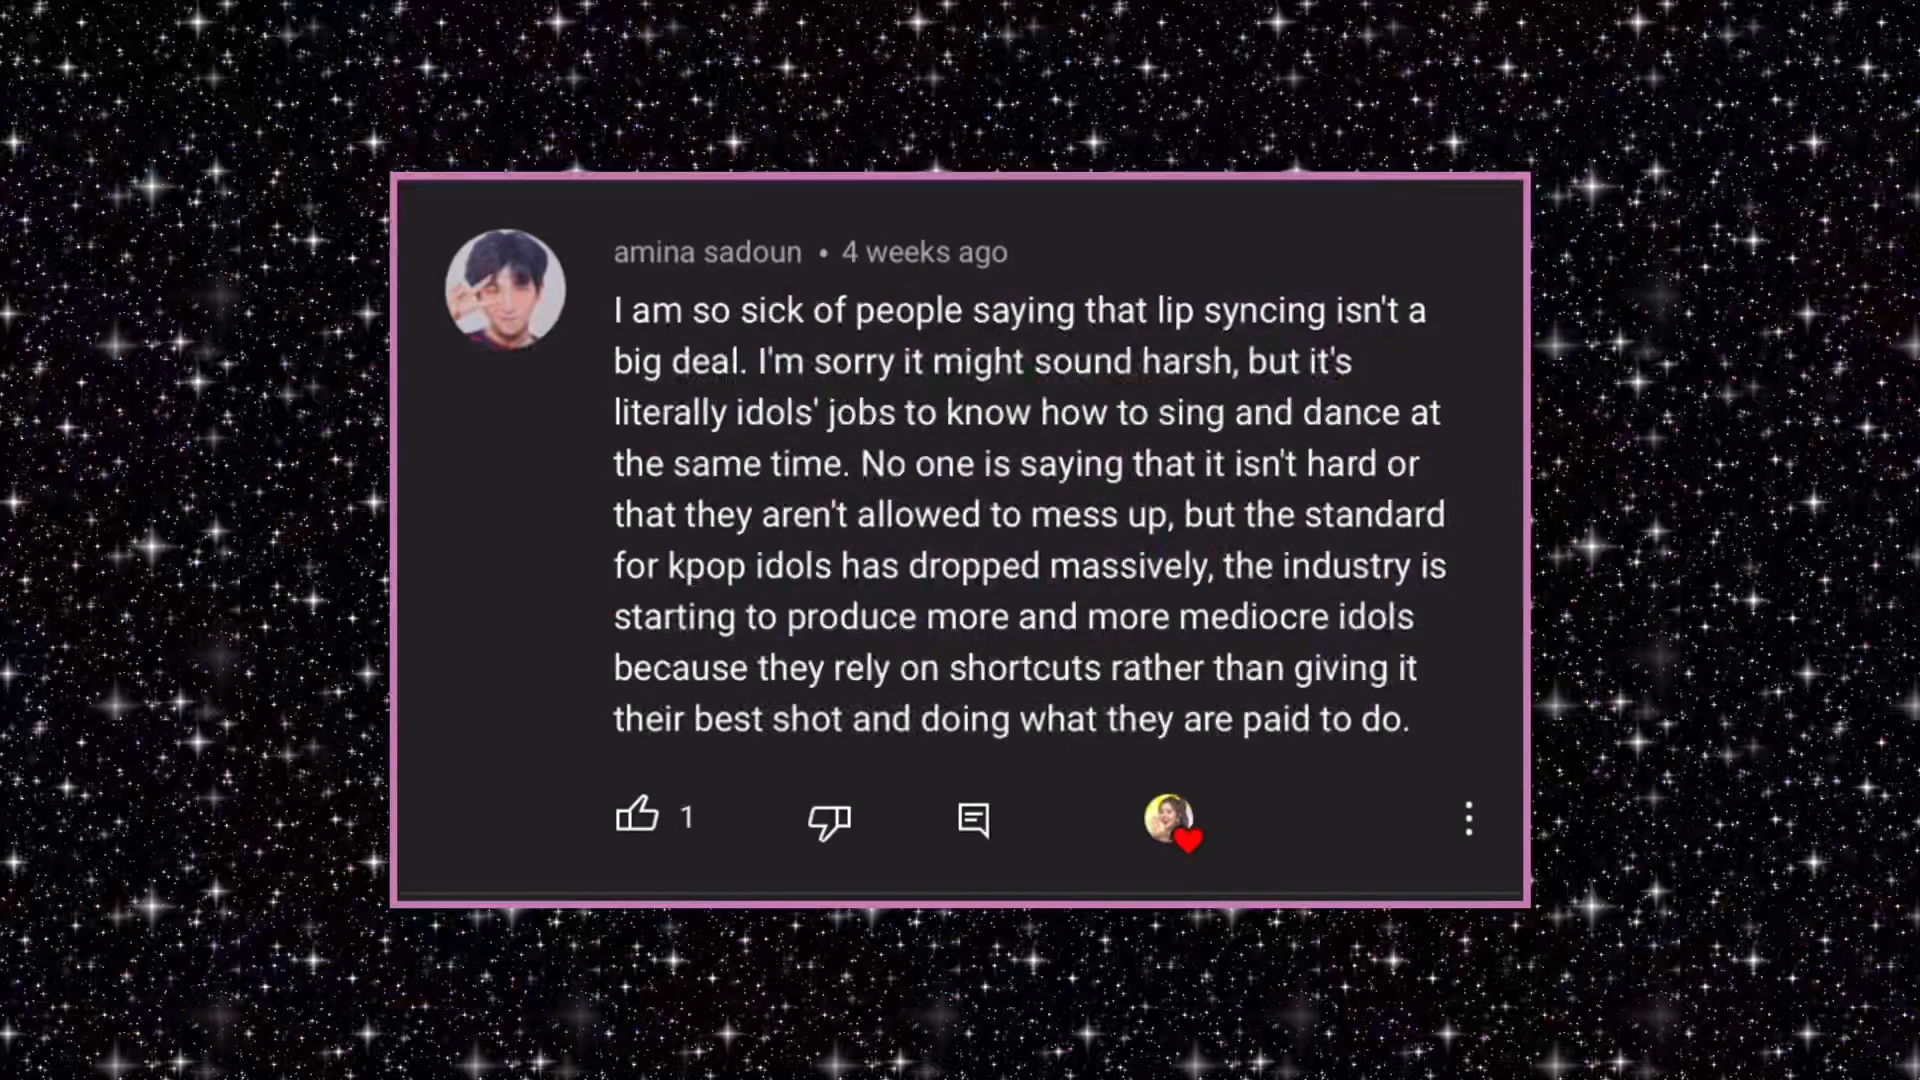 amina sadoun • 4 weeks ago
I am so sick of people saying that lip syncing isn't a
big deal. I'm sorry it might sound harsh, but it's
literally idols' jobs to know how to sing and dance at
the same time. No one is saying that it isn't hard or
that they aren't allowed to mess up, but the standard
for kpop idols has dropped massively, the industry is
starting to produce more and more mediocre idols
because they rely on shortcuts rather than giving it
their best shot and doing what they are paid to do.
1